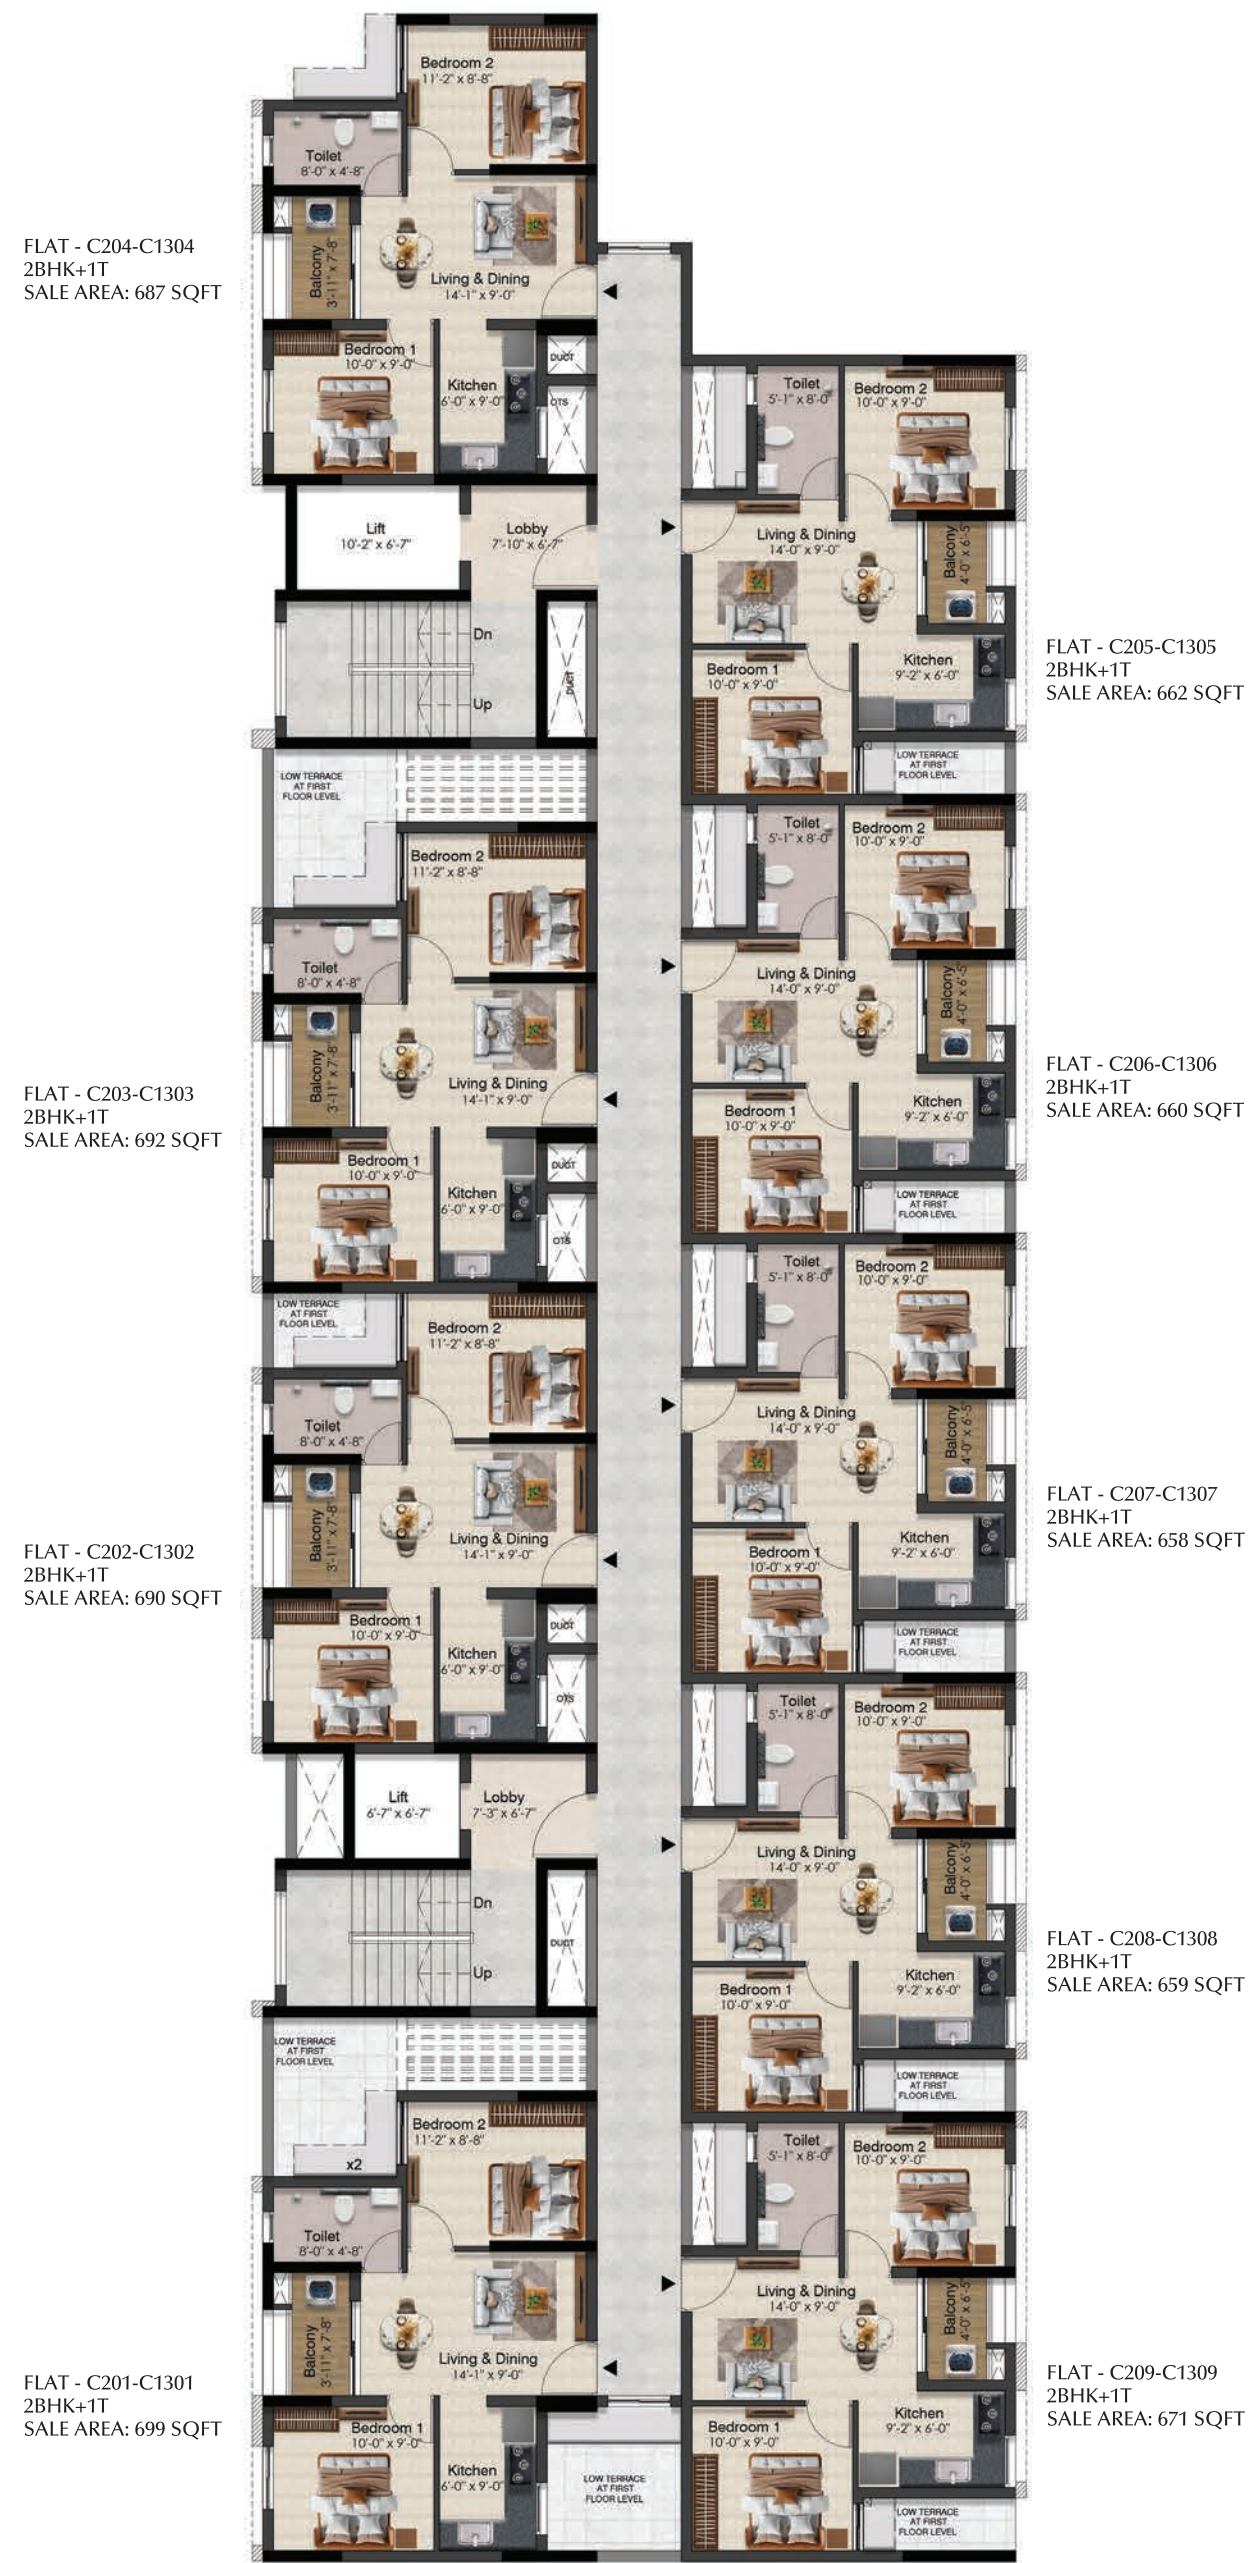 Bedroom 2
11'-2" x 8'-8"
Toilet
8'-0" x 4'-8"
FLAT - C204-C1304
2BHK+1T
SALE AREA: 687 SQFT
Balcony
3'-11" x 7'-8"
Living & Dining
14'-1" x 9'-0"
Bedroom 1
10'-0" x 9'-0"
Kitchen
6'-0" x 9'-0"
DUCT
OTS
Lift
10'-2" x 6'-7"
Lobby
7'-10" x 6'-7"
Dn
Up
DUCT
Toilet
5'-1" x 8'-0"
Bedroom 2
10'-0" x 9'-0"
Living & Dining
14'-0" x 9'-0"
Balcony
4'-0" x 6'-5"
Bedroom 1
10'-0" x 9'-0"
Kitchen
9'-2" x 6'-0"
FLAT - C205-C1305
2BHK+1T
SALE AREA: 662 SQFT
LOW TERRACE
AT FIRST
FLOOR LEVEL
LOW TERRACE
AT FIRST
FLOOR LEVEL
Bedroom 2
11'-2" x 8'-8"
Toilet
8'-0" x 4'-8"
FLAT - C203-C1303
2BHK+1T
SALE AREA: 692 SQFT
Balcony
3'-11" x 7'-8"
Living & Dining
14'-1" x 9'-0"
Bedroom 1
10'-0" x 9'-0"
Kitchen
6'-0" x 9'-0"
DUCT
OTS
Toilet
5'-1" x 8'-0"
Bedroom 2
10'-0" x 9'-0"
Living & Dining
14'-0" x 9'-0"
Balcony
4'-0" x 6'-5"
Bedroom 1
10'-0" x 9'-0"
Kitchen
9'-2" x 6'-0"
FLAT - C206-C1306
2BHK+1T
SALE AREA: 660 SQFT
LOW TERRACE
AT FIRST
FLOOR LEVEL
LOW TERRACE
AT FIRST
FLOOR LEVEL
Bedroom 2
11'-2" x 8'-8"
Toilet
8'-0" x 4'-8"
FLAT - C202-C1302
2BHK+1T
SALE AREA: 690 SQFT
Balcony
3'-11" x 7'-8"
Living & Dining
14'-1" x 9'-0"
Bedroom 1
10'-0" x 9'-0"
Kitchen
6'-0" x 9'-0"
DUCT
OTS
Toilet
5'-1" x 8'-0"
Bedroom 2
10'-0" x 9'-0"
Living & Dining
14'-0" x 9'-0"
Balcony
4'-0" x 6'-5"
Bedroom 1
10'-0" x 9'-0"
Kitchen
9'-2" x 6'-0"
FLAT - C207-C1307
2BHK+1T
SALE AREA: 658 SQFT
LOW TERRACE
AT FIRST
FLOOR LEVEL
Lift
6'-7" x 6'-7"
Lobby
7'-3" x 6'-7"
Dn
Up
DUCT
Toilet
5'-1" x 8'-0"
Bedroom 2
10'-0" x 9'-0"
Living & Dining
14'-0" x 9'-0"
Balcony
4'-0" x 6'-5"
Bedroom 1
10'-0" x 9'-0"
Kitchen
9'-2" x 6'-0"
FLAT - C208-C1308
2BHK+1T
SALE AREA: 659 SQFT
LOW TERRACE
AT FIRST
FLOOR LEVEL
LOW TERRACE
AT FIRST
FLOOR LEVEL
x2
Bedroom 2
11'-2" x 8'-8"
Toilet
8'-0" x 4'-8"
FLAT - C201-C1301
2BHK+1T
SALE AREA: 699 SQFT
Balcony
3'-11" x 7'-8"
Living & Dining
14'-1" x 9'-0"
Bedroom 1
10'-0" x 9'-0"
Kitchen
6'-0" x 9'-0"
LOW TERRACE
AT FIRST
FLOOR LEVEL
Toilet
5'-1" x 8'-0"
Bedroom 2
10'-0" x 9'-0"
Living & Dining
14'-0" x 9'-0"
Balcony
4'-0" x 6'-5"
Bedroom 1
10'-0" x 9'-0"
Kitchen
9'-2" x 6'-0"
FLAT - C209-C1309
2BHK+1T
SALE AREA: 671 SQFT
LOW TERRACE
AT FIRST
FLOOR LEVEL